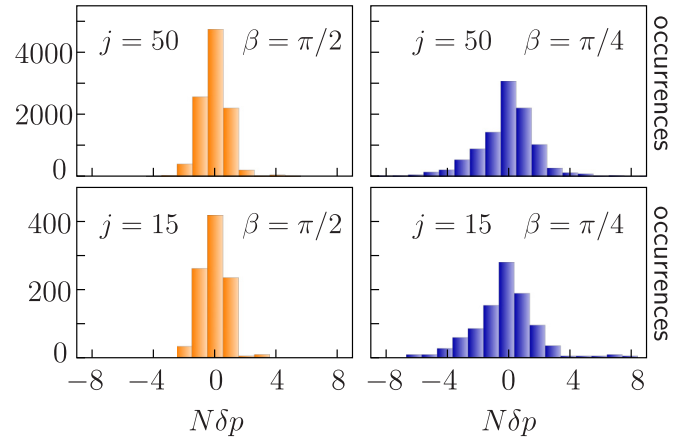 4000
2000
0
j = 50 β = π/2
j = 50 β = π/4
occurrences
400
200
0
j = 15 β = π/2
j = 15 β = π/4
occurrences
−8 −4 0 4 8
−8 −4 0 4 8
Nδp
Nδp